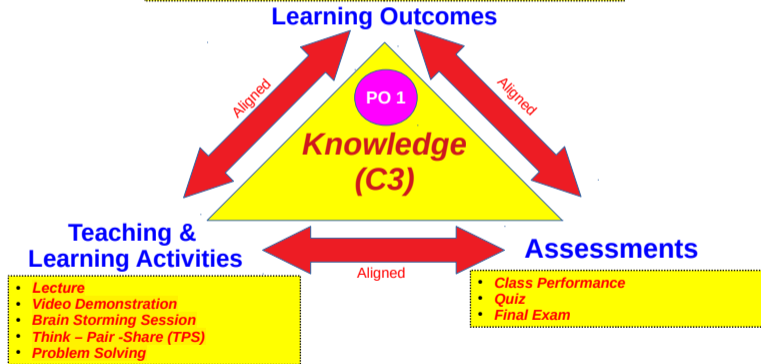 Learning Outcomes
Aligned
Aligned
PO 1
Knowledge
(C3)
Teaching &
Learning Activities
Aligned
Assessments
• Lecture
• Video Demonstration
• Brain Storming Session
• Think – Pair -Share (TPS)
• Problem Solving
• Class Performance
• Quiz
• Final Exam